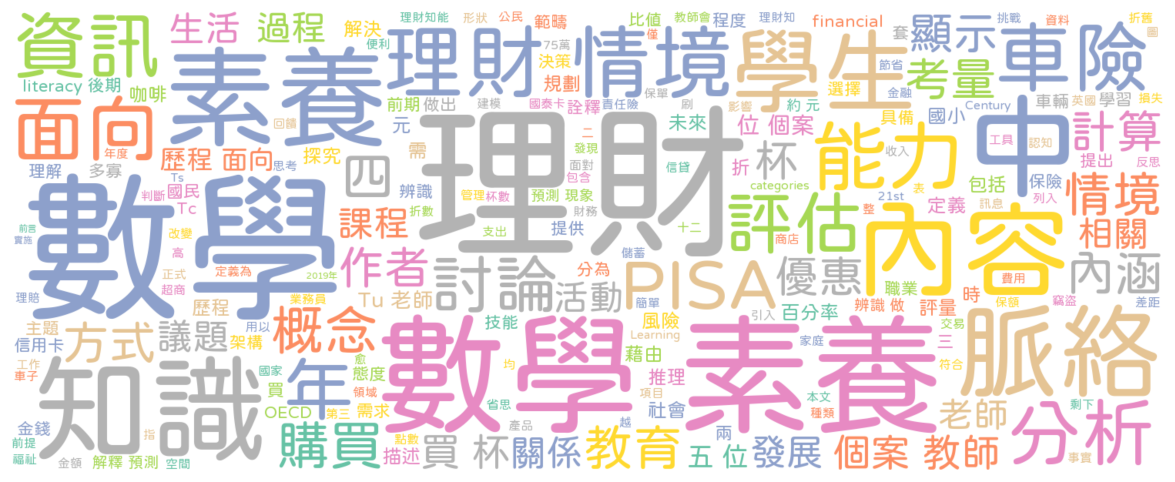 資訊
生活
過程
解決
理財知能
形狀
公民
範疇
比值
教師會
程度
理財知
financial
套
顯示
挑戰
資料
折舊
圖
便利
僅
車險
素養
理財
75萬
決策
情境
學生
literacy
後期
咖啡
規劃
節省
考量
選擇
金融
面向
前期
做出
建模
國泰卡
責任險
保單
刷
影響
約 元
具備
Century
車輛
英國
學習
損失
詮釋
未來
位 個案
國小
年度
回饋
元
理財
二
發現
能力
收入
中
工具
認知
計算
提出
反思
歷程 面向
思考
探究
需
面對
信貸
折
杯
理解
多寡
四
包含
categories
包括
保險
情境
判斷
國民
Ts
辨識
管理
杯數
預測 現象
21st
表
列入
數學
Tc
課程
折數
財務
提供
十二
評估
整
定義
訊息
相關
內容
前言
實施
改變
高
作者
支出
儲蓄
商店
正式
定義為
討論
分為
PISA
優惠
費用
內涵
理賠
超商
2019年
Tu 老師
活動
職業
時
保額
竊盜
歷程
業務員
簡單
引入
百分率
辨識 做
評量
差距
主題
用以
概念
技能
風險
交易
信用卡
方式
議題
架構
Learning
家庭
三
脈絡
工作
車子
知識
國家
愈
態度
均
數學 素養
藉由
推理
領域
符合
買
年
項目
OECD
第三
需求
省思
社會
本文
種類
老師
剩下
金錢
前提
福祉
指
購買
點數
越
產品
兩
分析
金額
解釋 預測
空間
描述
買 杯
關係
教育
五 位
發展
個案 教師
事實